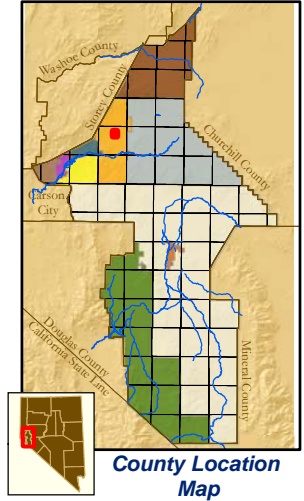 Washoe County
Storey County
Churchill County
Carson
City
Douglas County
California State Line
Mineral County
County Location
Map